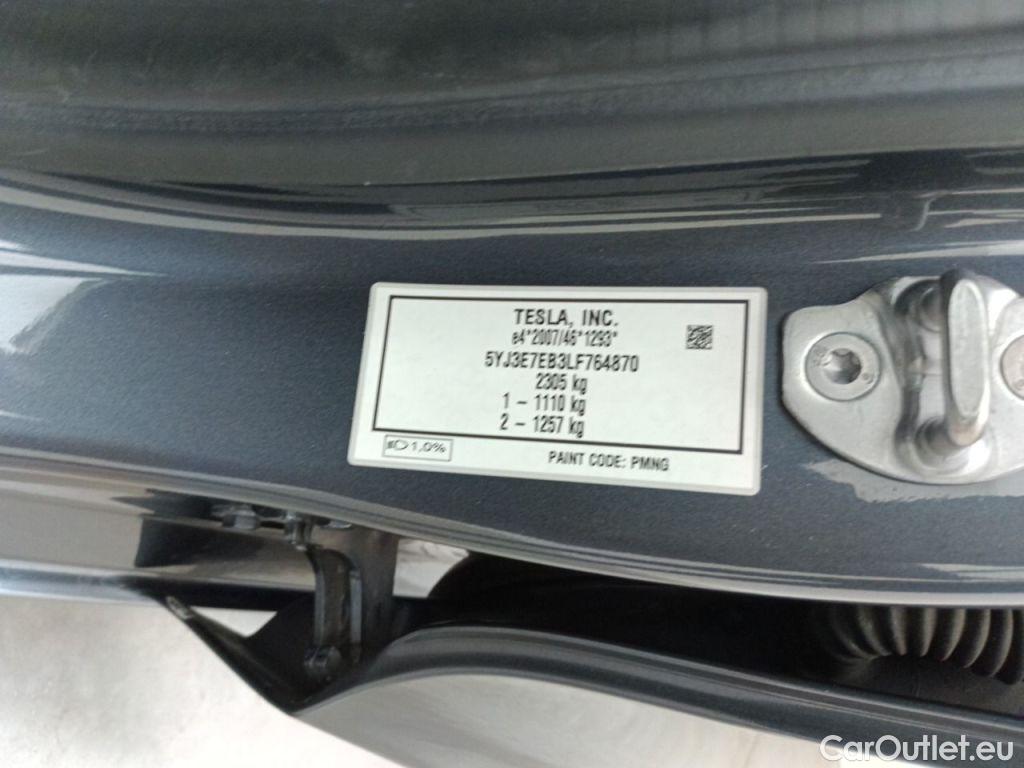 TESLA, INC.
e4*2007/46*1293*
5YJ3E7EB3LF764870
2305 kg
1 - 1110 kg
2 - 1257 kg
1,0%
PAINT CODE: PMNG
CarOutlet.eu